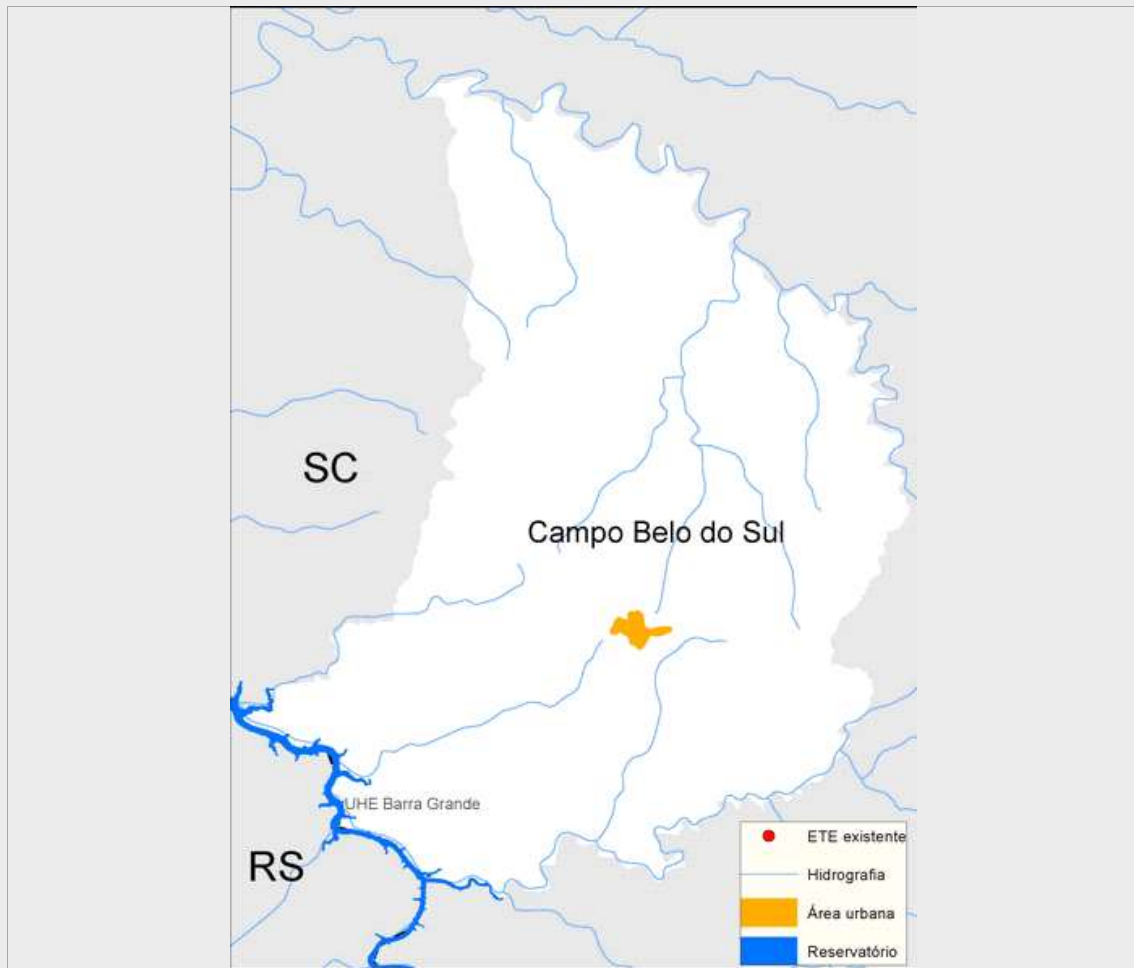 SC
Campo Belo do Sul
UHE Barra Grande
RS
ETE existente
Hidrografia
Área urbana
Reservatório